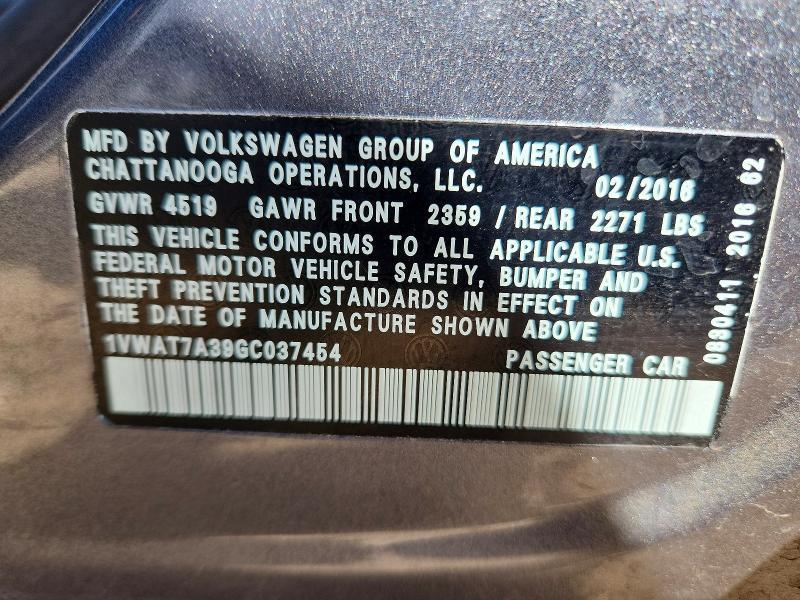 MFD BY VOLKSWAGEN GROUP OF AMERICA
CHATTANOOGA OPERATIONS, LLC. 02/2016
GVWR 4519 GAWR FRONT 2359 / REAR 2271 LBS
THIS VEHICLE CONFORMS TO ALL APPLICABLE U.S.
FEDERAL MOTOR VEHICLE SAFETY, BUMPER AND
THEFT PREVENTION STANDARDS IN EFFECT ON
THE DATE OF MANUFACTURE SHOWN ABOVE
1VWAT7A39GC037454 PASSENGER CAR
0880411 2016 62